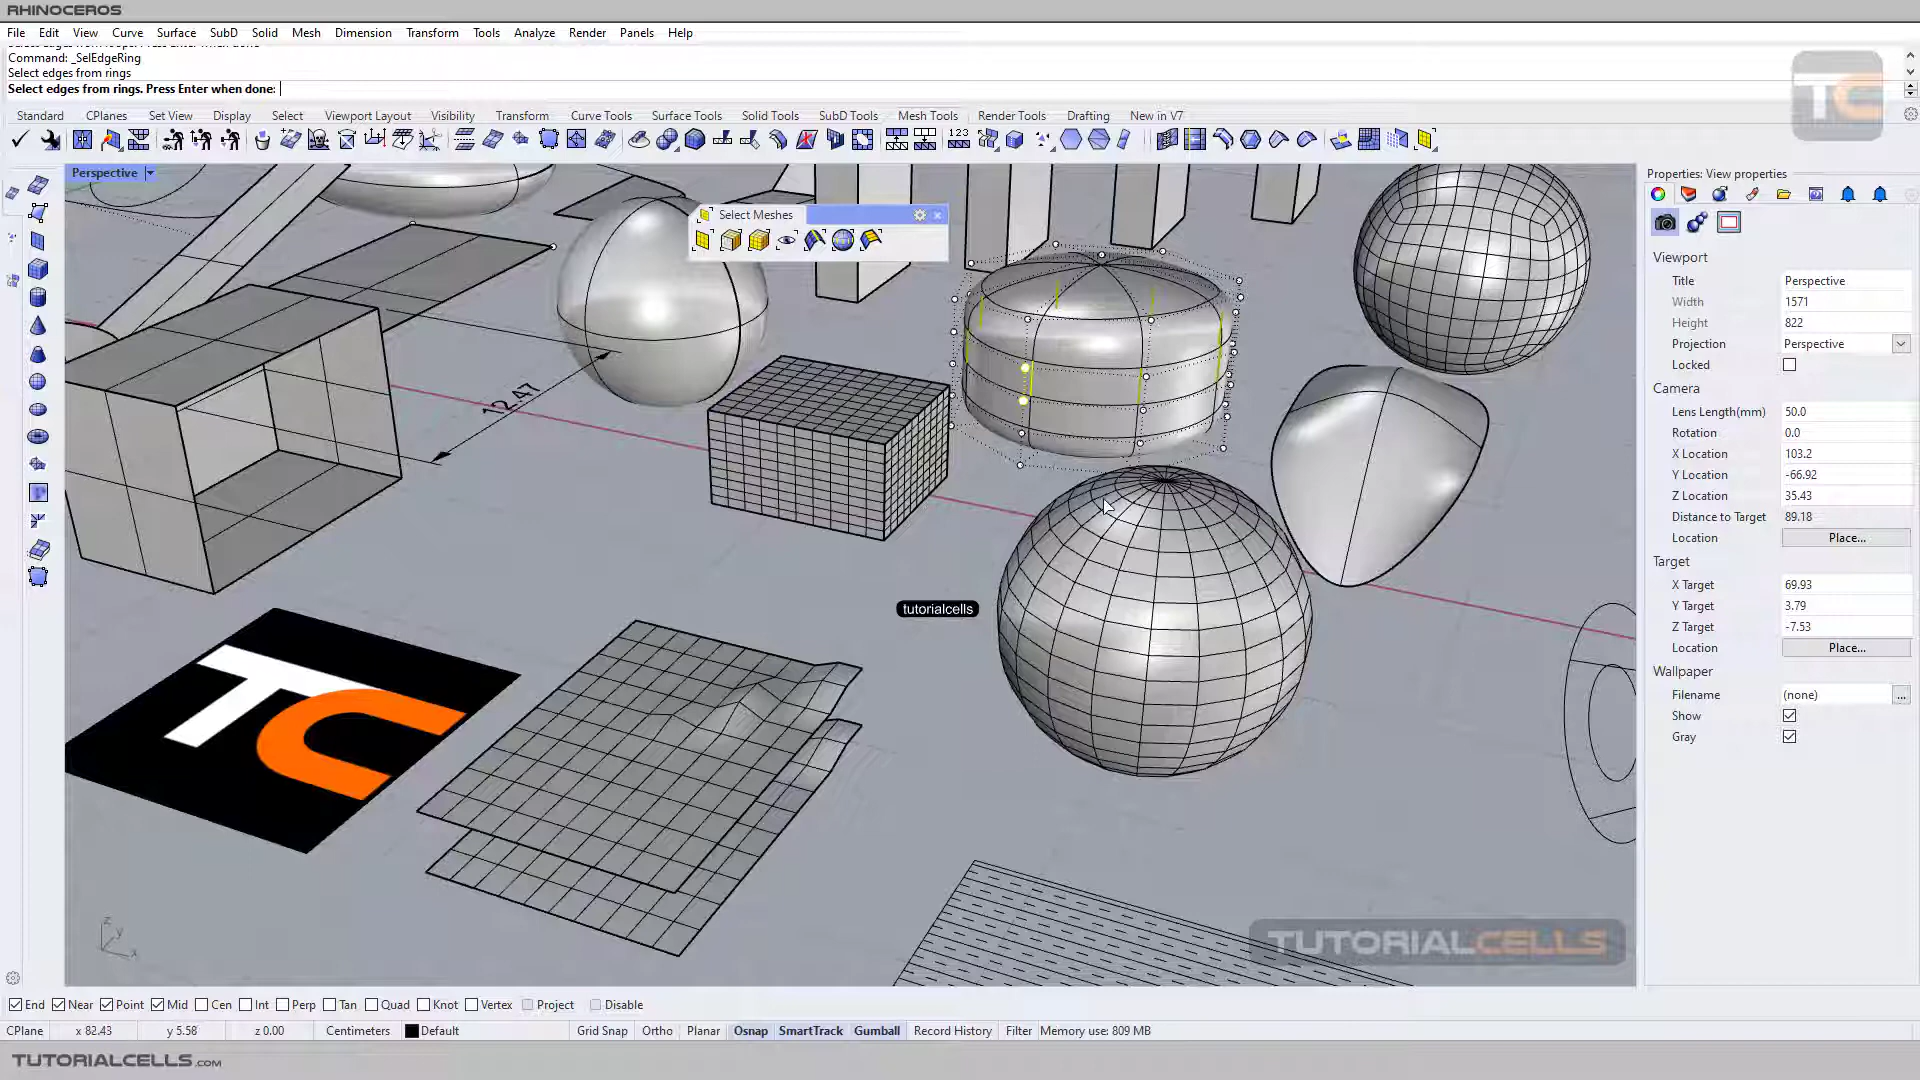 RHINOCEROS
File Edit View Curve Surface SubD Solid Mesh Dimension Transform Tools Analyze Render Panels Help
Command: _SelEdgeRing
Select edges from rings
Select edges from rings. Press Enter when done:
TC
Standard CPlanes Set View Display Select Viewport Layout Visibility Transform Curve Tools Surface Tools Solid Tools SubD Tools Mesh Tools Render Tools Drafting New in V7
123
Perspective
Properties: View properties
Select Meshes
Viewport
Title Perspective
Width 1571
Height 822
Projection Perspective
Locked
Camera
Lens Length(mm) 50.0
Rotation 0.0
X Location 103.2
Y Location -66.92
Z Location 35.43
Distance to Target 89.18
Location Place...
Target
X Target 69.93
Y Target 3.79
Z Target -7.53
Location Place...
Wallpaper
Filename (none) ...
Show
Gray
12.47
tutorialcells
TC
TUTORIALCELLS
z
y
x
End Near Point Mid Cen Int Perp Tan Quad Knot Vertex Project Disable
CPlane x 82.43 y 5.58 z 0.00 Centimeters Default Grid Snap Ortho Planar Osnap SmartTrack Gumball Record History Filter Memory use: 809 MB
TUTORIALCELLS.COM